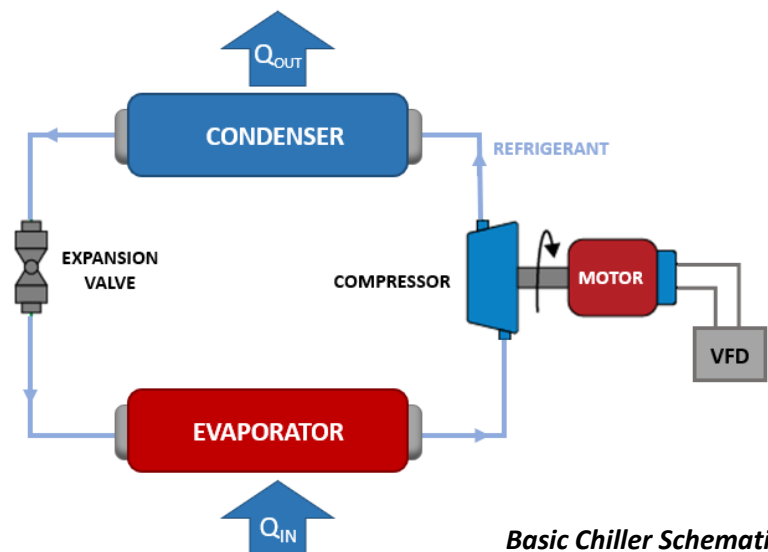 QOUT
CONDENSER
REFRIGERANT
EXPANSION
VALVE
COMPRESSOR
MOTOR
VFD
EVAPORATOR
QIN
Basic Chiller Schemati